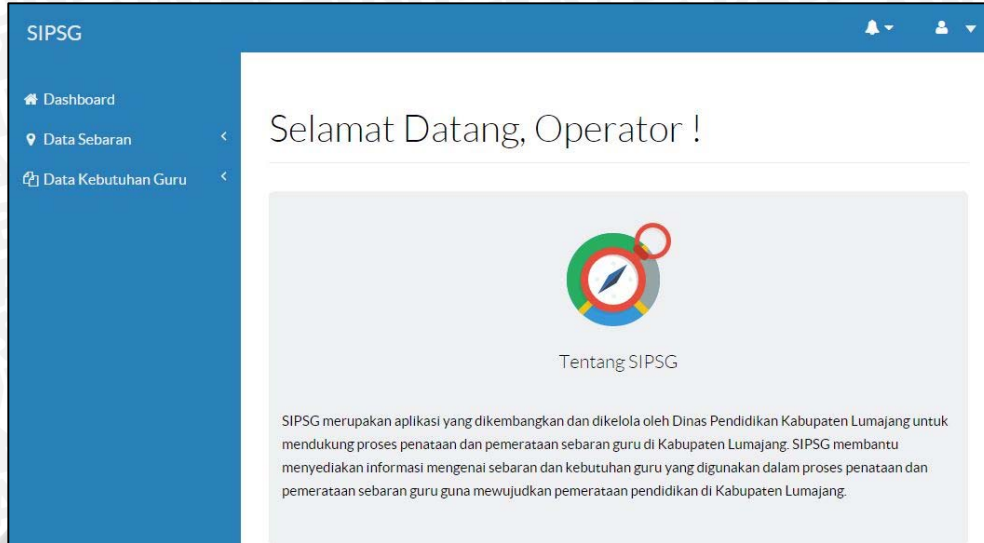 SIPSG
Dashboard
Data Sebaran
Data Kebutuhan Guru
Selamat Datang, Operator !
Tentang SIPSG
SIPSG merupakan aplikasi yang dikembangkan dan dikelola oleh Dinas Pendidikan Kabupaten Lumajang untuk
mendukung proses penataan dan pemerataan sebaran guru di Kabupaten Lumajang. SIPSG membantu
menyediakan informasi mengenai sebaran dan kebutuhan guru yang digunakan dalam proses penataan dan
pemerataan sebaran guru guna mewujudkan pemerataan pendidikan di Kabupaten Lumajang.